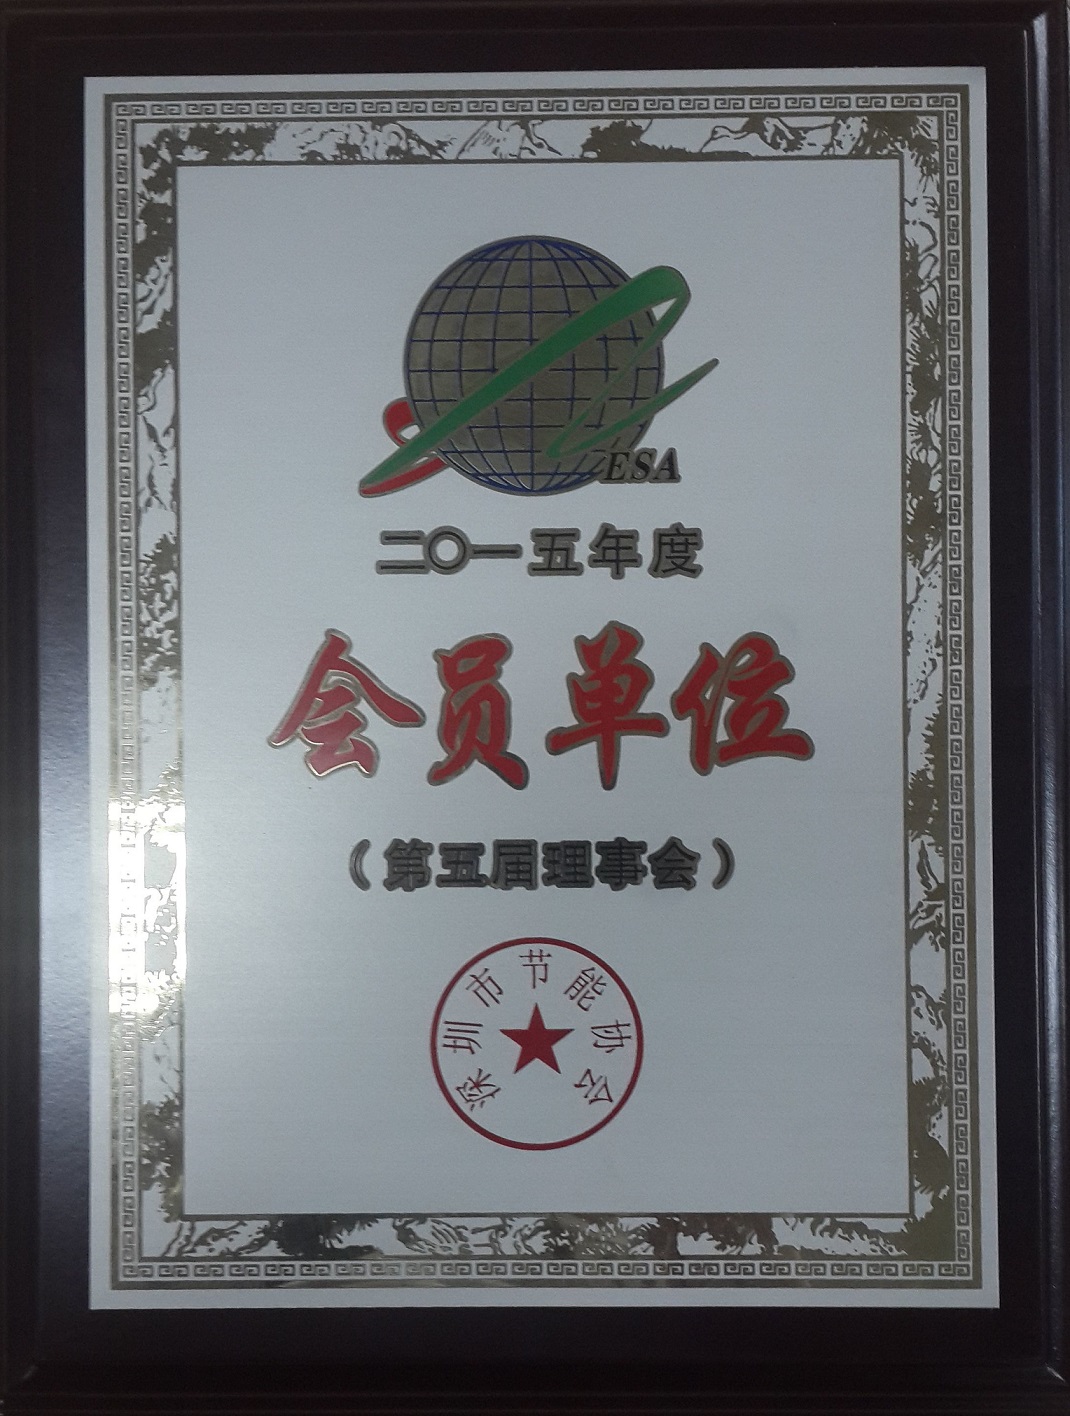 ESA
二〇一五年度
会员单位
（第五届理事会）
深圳市节能协会